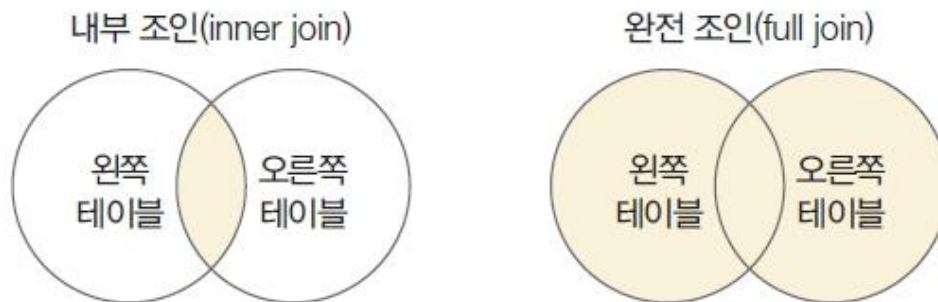 내부 조인(inner join)
왼쪽
테이블
오른쪽
테이블
완전 조인(full join)
왼쪽
테이블
오른쪽
테이블